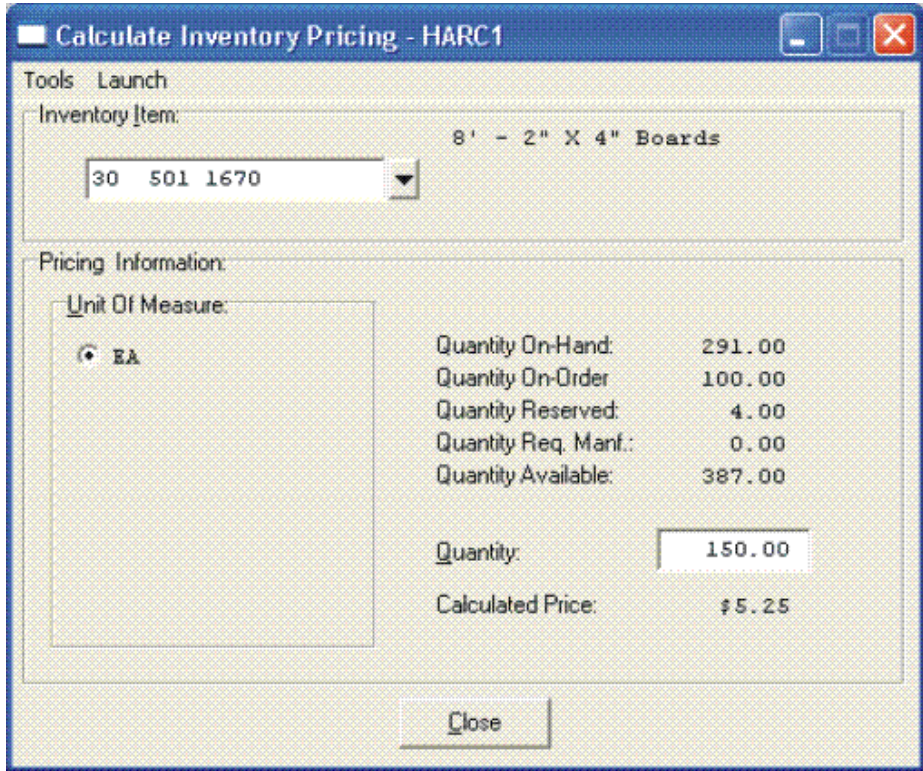 Calculate Inventory Pricing - HARC1
Tools Launch
Inventory Item:
8' - 2" X 4" Boards
30 501 1670
Pricing Information:
Unit Of Measure:
EA
Quantity On-Hand: 291.00
Quantity On-Order 100.00
Quantity Reserved: 4.00
Quantity Req. Manf.: 0.00
Quantity Available: 387.00
Quantity: 150.00
Calculated Price: $5.25
Close